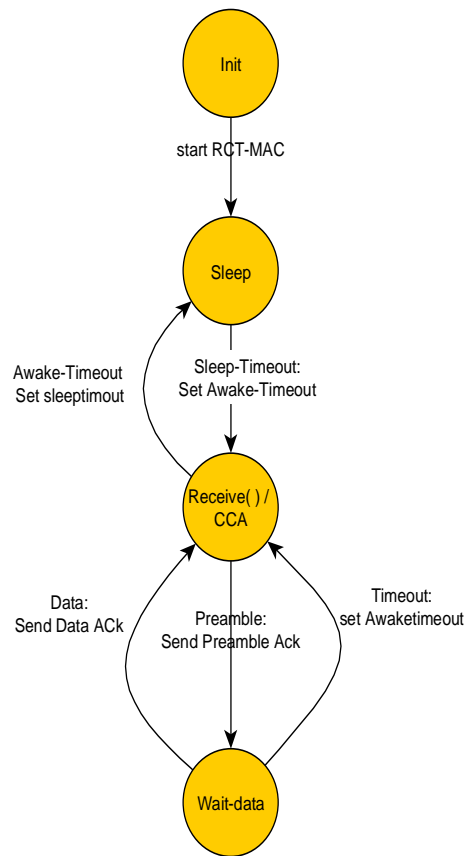 Init
start RCT-MAC
Sleep
Awake-Timeout
Set sleeptimout
Sleep-Timeout:
Set Awake-Timeout
Receive( ) /
CCA
Data:
Send Data ACk
Preamble:
Send Preamble Ack
Timeout:
set Awaketimeout
Wait-data